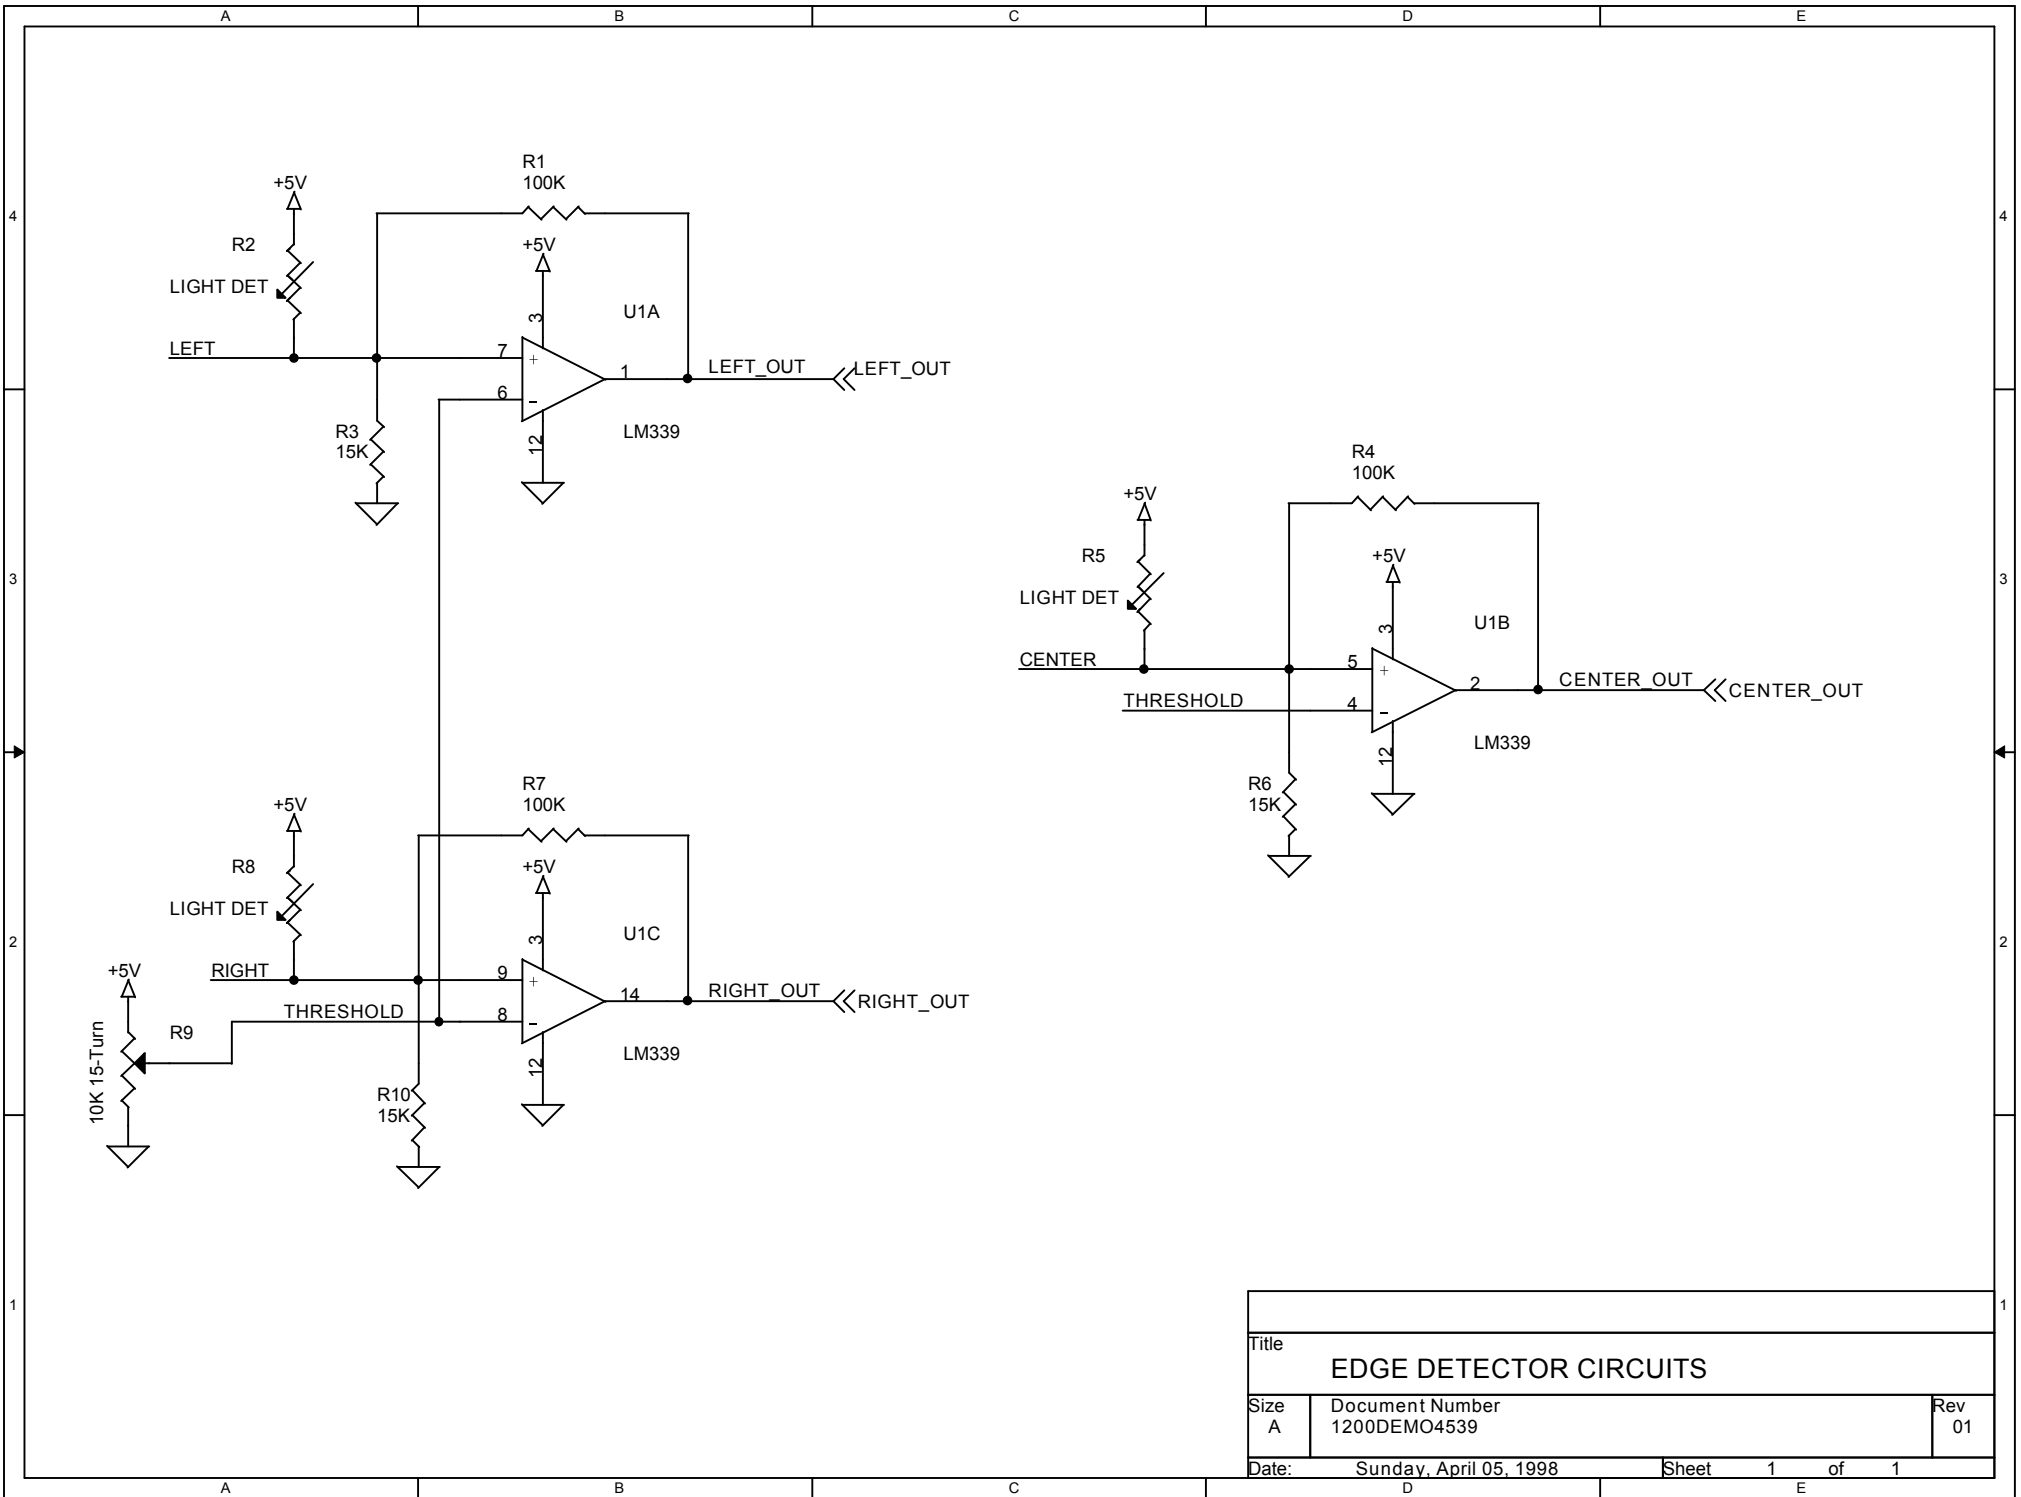 A B C D E
4 4
3 3
2 2
1 1
+5V
R2
LIGHT DET
LEFT
R1
100K
+5V
3
U1A
7
+
6
-
1
12
LM339
LEFT_OUT
LEFT_OUT
R3
15K
R4
100K
+5V
R5
LIGHT DET
CENTER
THRESHOLD
+5V
3
U1B
5
+
4
-
2
12
LM339
CENTER_OUT
CENTER_OUT
R6
15K
R7
100K
+5V
R8
LIGHT DET
RIGHT
+5V
3
U1C
9
+
8
-
14
12
LM339
RIGHT_OUT
RIGHT_OUT
THRESHOLD
+5V
R9
10K 15-Turn
R10
15K
Title
EDGE DETECTOR CIRCUITS
Size
A
Document Number
1200DEMO4539
Rev
01
Date: Sunday, April 05, 1998
Sheet 1 of 1
A B C D E